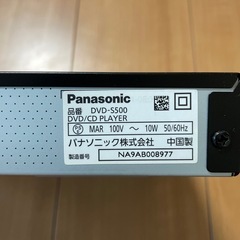 Panasonic
品番 DVD-S500
DVD/CD PLAYER
MAR 100V ~ 10W 50/60Hz
パナソニック株式会社 中国製
製造番号 NA9AB008977